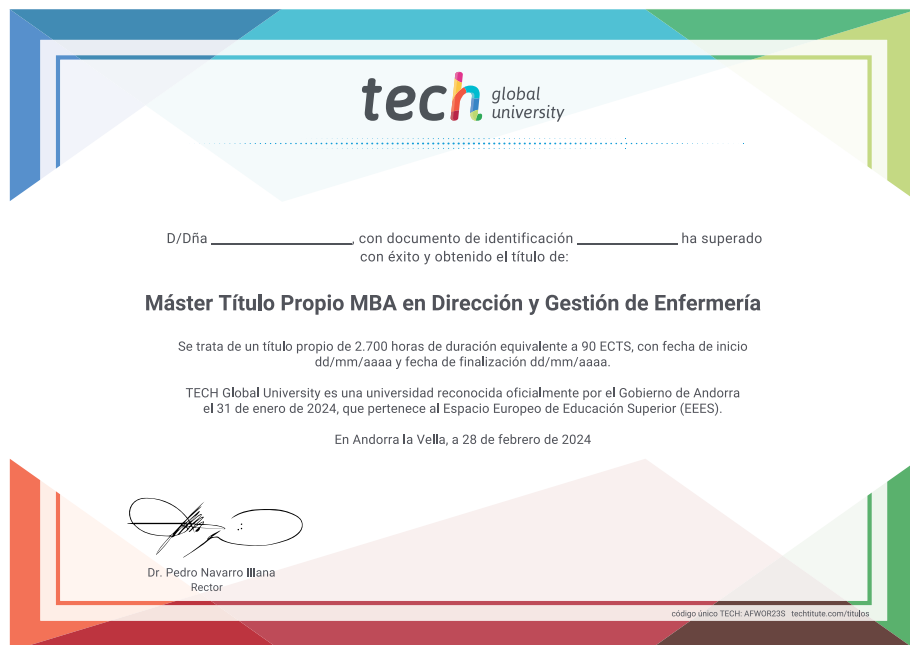 tech global university
D/Dña ________________, con documento de identificación ____________ ha superado
con éxito y obtenido el título de:
Máster Título Propio MBA en Dirección y Gestión de Enfermería
Se trata de un título propio de 2.700 horas de duración equivalente a 90 ECTS, con fecha de inicio
dd/mm/aaaa y fecha de finalización dd/mm/aaaa.
TECH Global University es una universidad reconocida oficialmente por el Gobierno de Andorra
el 31 de enero de 2024, que pertenece al Espacio Europeo de Educación Superior (EEES).
En Andorra la Vella, a 28 de febrero de 2024
Dr. Pedro Navarro Illana
Rector
código único TECH: AFWOR23S techtitute.com/titulos